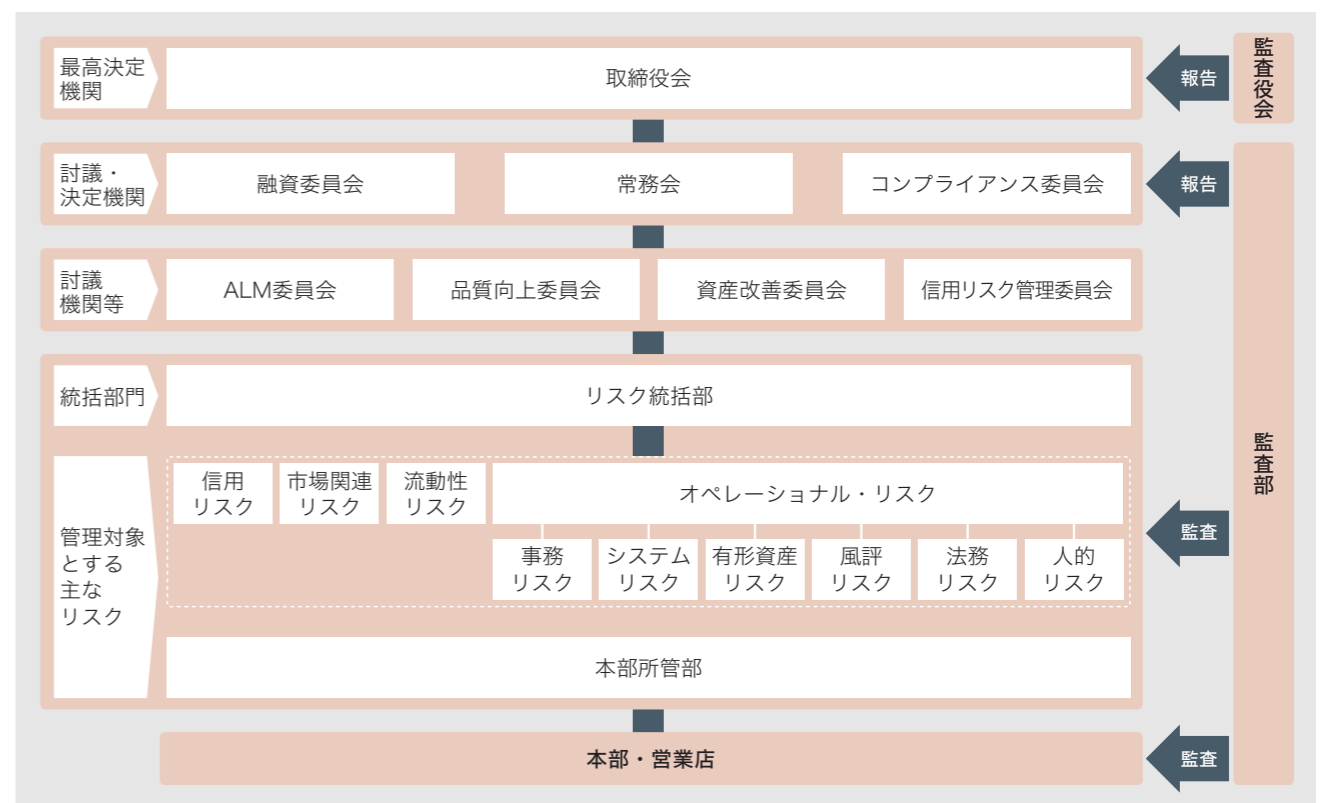 最高決定
機関
取締役会
報告
監査役会
討議・
決定機関
融資委員会
常務会
コンプライアンス委員会
報告
討議
機関等
ALM委員会
品質向上委員会
資産改善委員会
信用リスク管理委員会
統括部門
リスク統括部
監査部
管理対象
とする
主な
リスク
信用
リスク
市場関連
リスク
流動性
リスク
オペレーショナル・リスク
事務
リスク
システム
リスク
有形資産
リスク
風評
リスク
法務
リスク
人的
リスク
監査
本部所管部
本部・営業店
監査